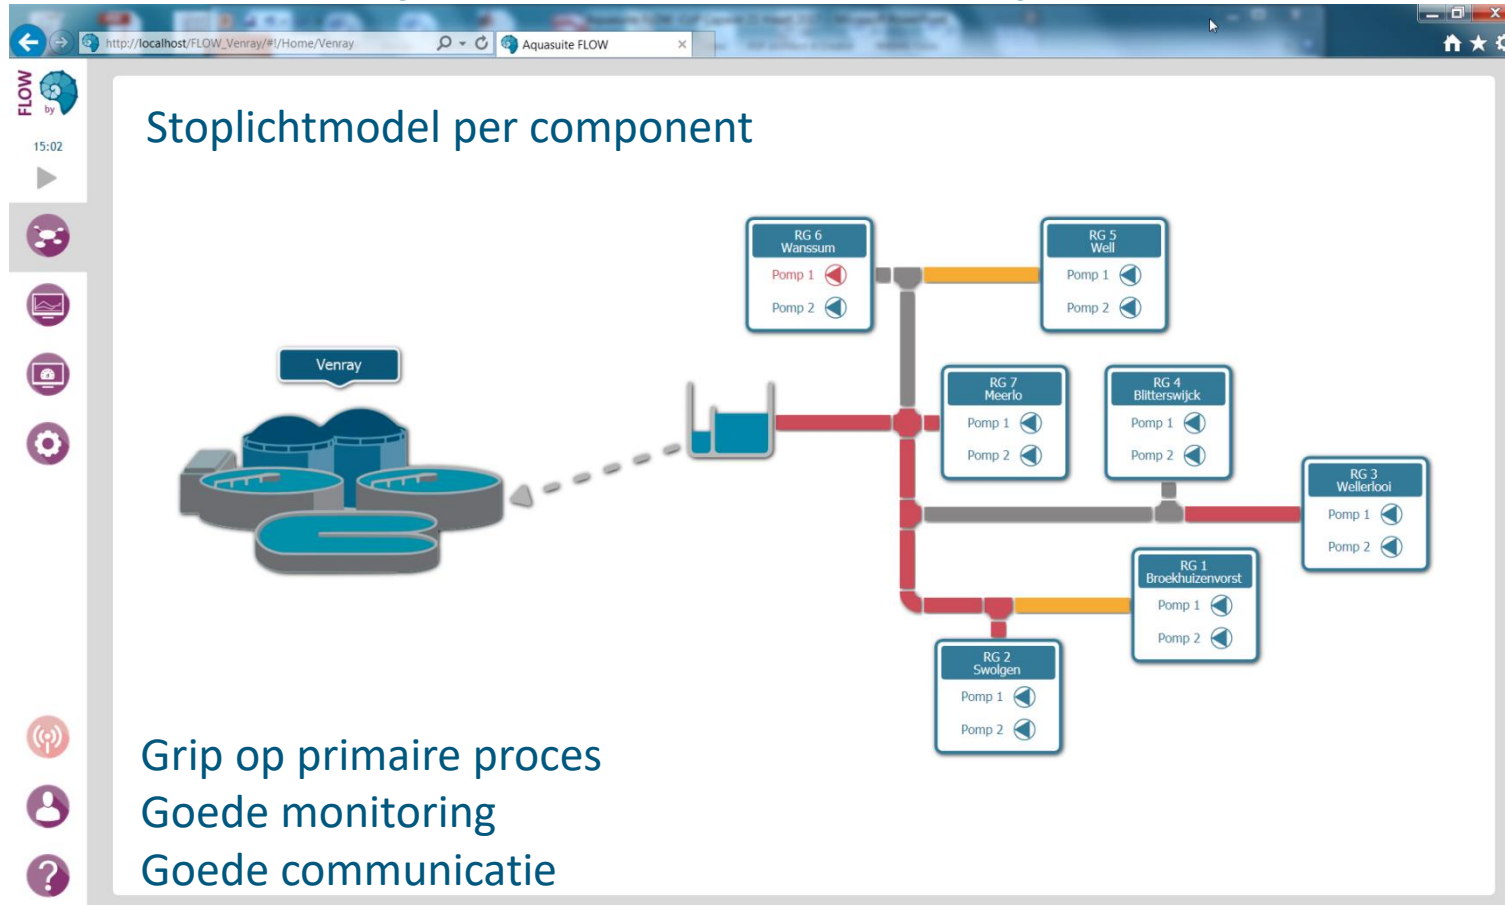 http://localhost/FLOW_Venray/#!/Home/Venray
Aquasuite FLOW
FLOW
by
15:02
Stoplichtmodel per component
RG 6
Wanssum
Pomp 1
Pomp 2
RG 5
Well
Pomp 1
Pomp 2
Venray
RG 7
Meerlo
Pomp 1
Pomp 2
RG 4
Blitterswijck
Pomp 1
Pomp 2
RG 3
Wellerlooi
Pomp 1
Pomp 2
RG 1
Broekhuizenvorst
Pomp 1
Pomp 2
RG 2
Swolgen
Pomp 1
Pomp 2
Grip op primaire proces
Goede monitoring
Goede communicatie